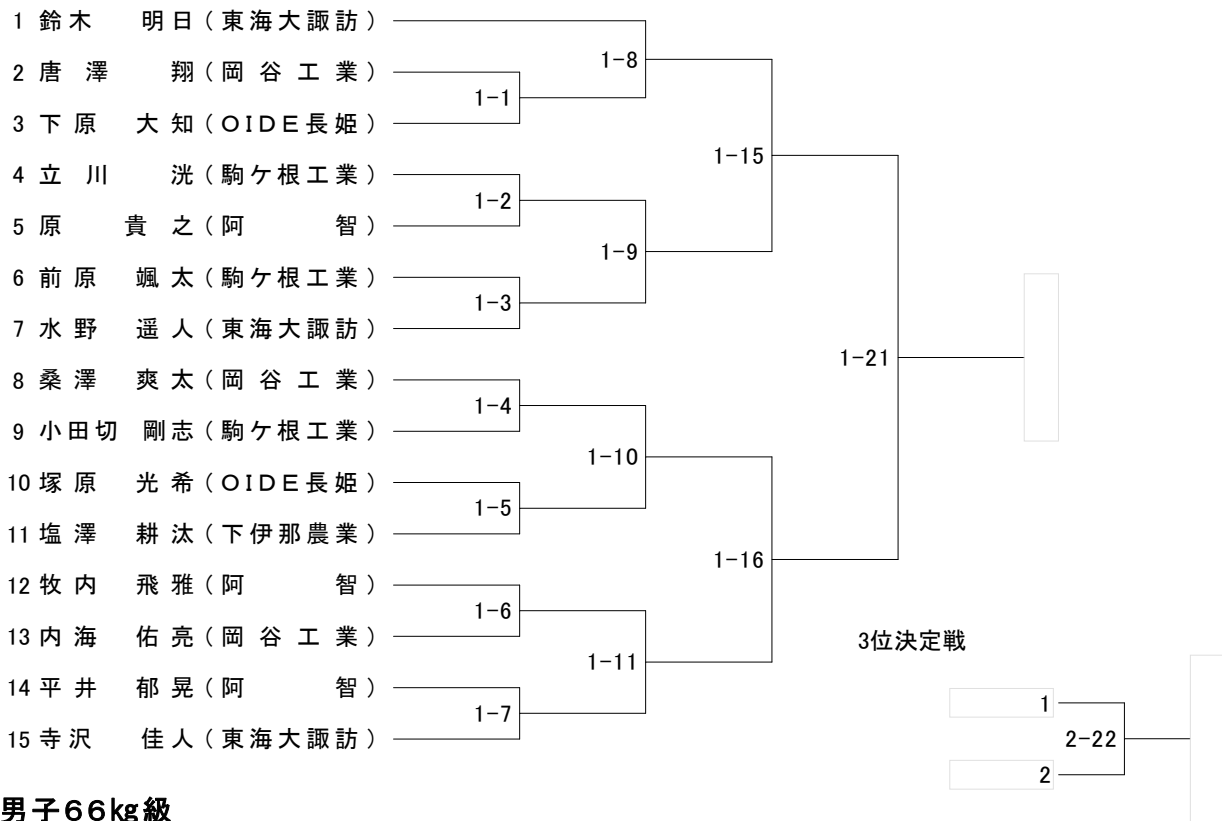 1 鈴木 明日(東海大諏訪)
2 唐澤 翔(岡谷工業)
3 下原 大知(OIDE長姫)
4 立川 洸(駒ケ根工業)
5 原 貴之(阿 智)
6 前原 颯太(駒ケ根工業)
7 水野 遥人(東海大諏訪)
8 桑澤 爽太(岡谷工業)
9 小田切 剛志(駒ケ根工業)
10 塚原 光希(OIDE長姫)
11 塩澤 耕汰(下伊那農業)
12 牧内 飛雅(阿 智)
13 内海 佑亮(岡谷工業)
14 平井 郁晃(阿 智)
15 寺沢 佳人(東海大諏訪)
1-1
1-2
1-3
1-4
1-5
1-6
1-7
1-8
1-9
1-10
1-11
1-15
1-16
1-21
3位決定戦
1
2-22
2
男子66kg級